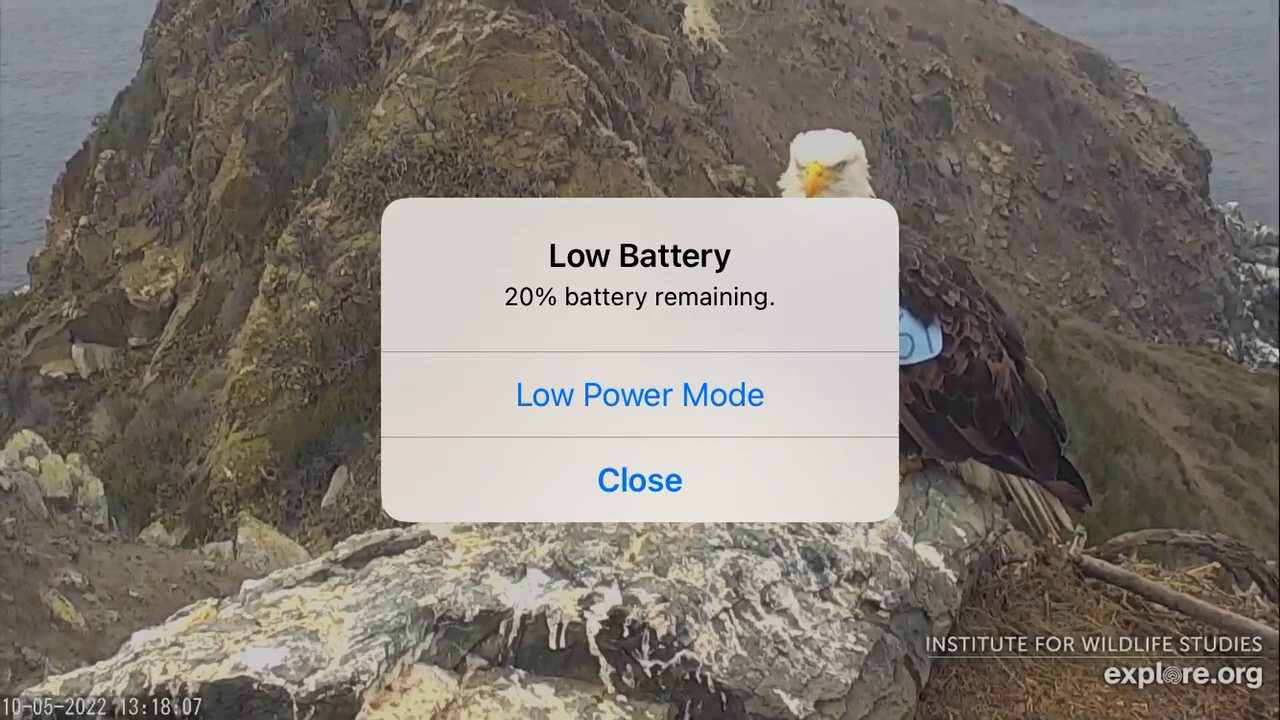 Low Battery
20% battery remaining.
Low Power Mode
Close
INSTITUTE FOR WILDLIFE STUDIES
explore.org
10-05-2022 13:18:07